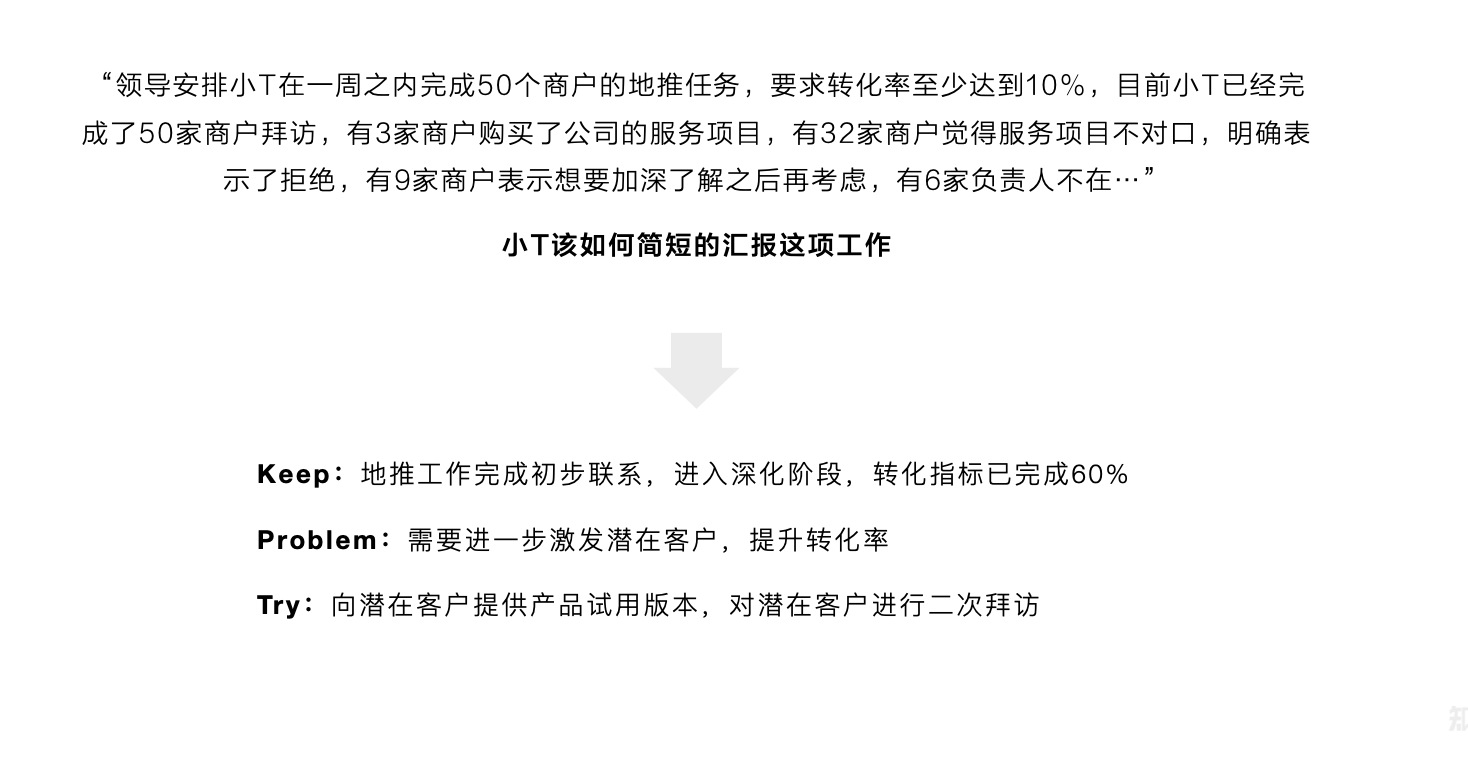 “领导安排小T在一周之内完成50个商户的地推任务，要求转化率至少达到10%，目前小T已经完
成了50家商户拜访，有3家商户购买了公司的服务项目，有32家商户觉得服务项目不对口，明确表
示了拒绝，有9家商户表示想要加深了解之后再考虑，有6家负责人不在…”
小T该如何简短的汇报这项工作
Keep：地推工作完成初步联系，进入深化阶段，转化指标已完成60%
Problem：需要进一步激发潜在客户，提升转化率
Try：向潜在客户提供产品试用版本，对潜在客户进行二次拜访
知